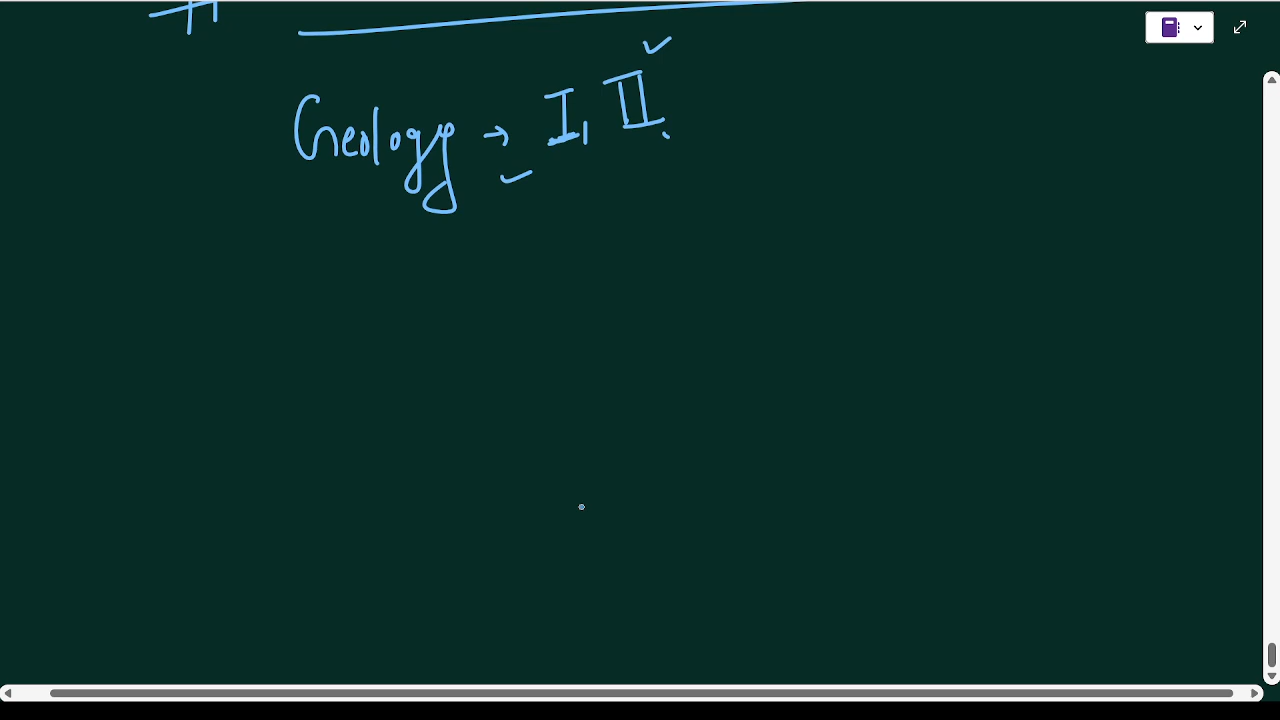 Geology → I, II.